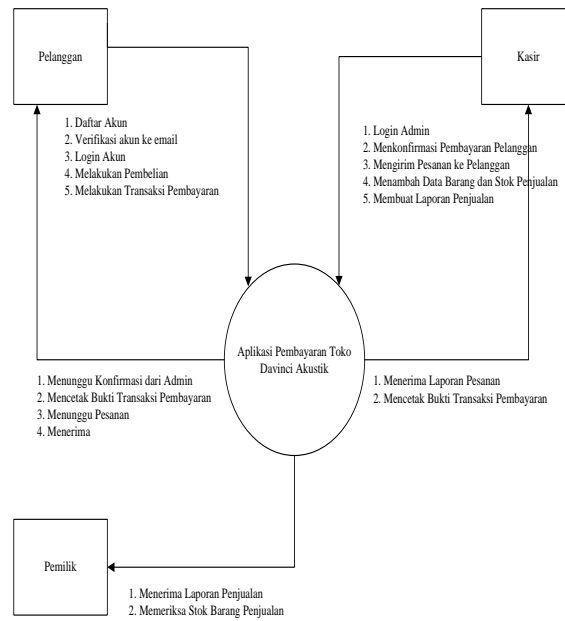 Pelanggan
Kasir
1. Daftar Akun
2. Verifikasi akun ke email
3. Login Akun
4. Melakukan Pembelian
5. Melakukan Transaksi Pembayaran
1. Login Admin
2. Menkonfirmasi Pembayaran Pelanggan
3. Mengirim Pesanan ke Pelanggan
4. Menambah Data Barang dan Stok Penjualan
5. Membuat Laporan Penjualan
Aplikasi Pembayaran Toko
Davinci Akustik
1. Menunggu Konfirmasi dari Admin
2. Mencetak Bukti Transaksi Pembayaran
3. Menunggu Pesanan
4. Menerima
1. Menerima Laporan Pesanan
2. Mencetak Bukti Transaksi Pembayaran
Pemilik
1. Menerima Laporan Penjualan
2. Memeriksa Stok Barang Penjualan